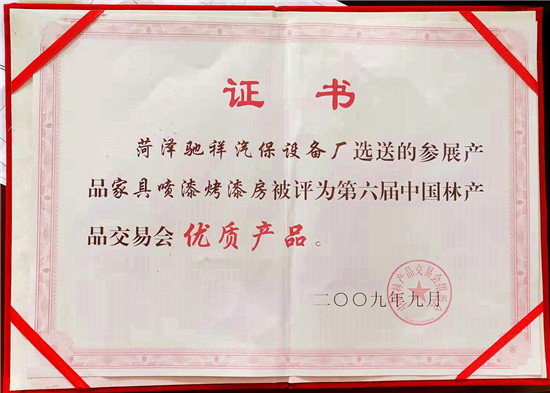 证书
菏泽驰祥汽保设备厂选送的参展产
品家具喷漆烤漆房被评为第六届中国林产
品交易会优质产品。
二〇〇九年九月